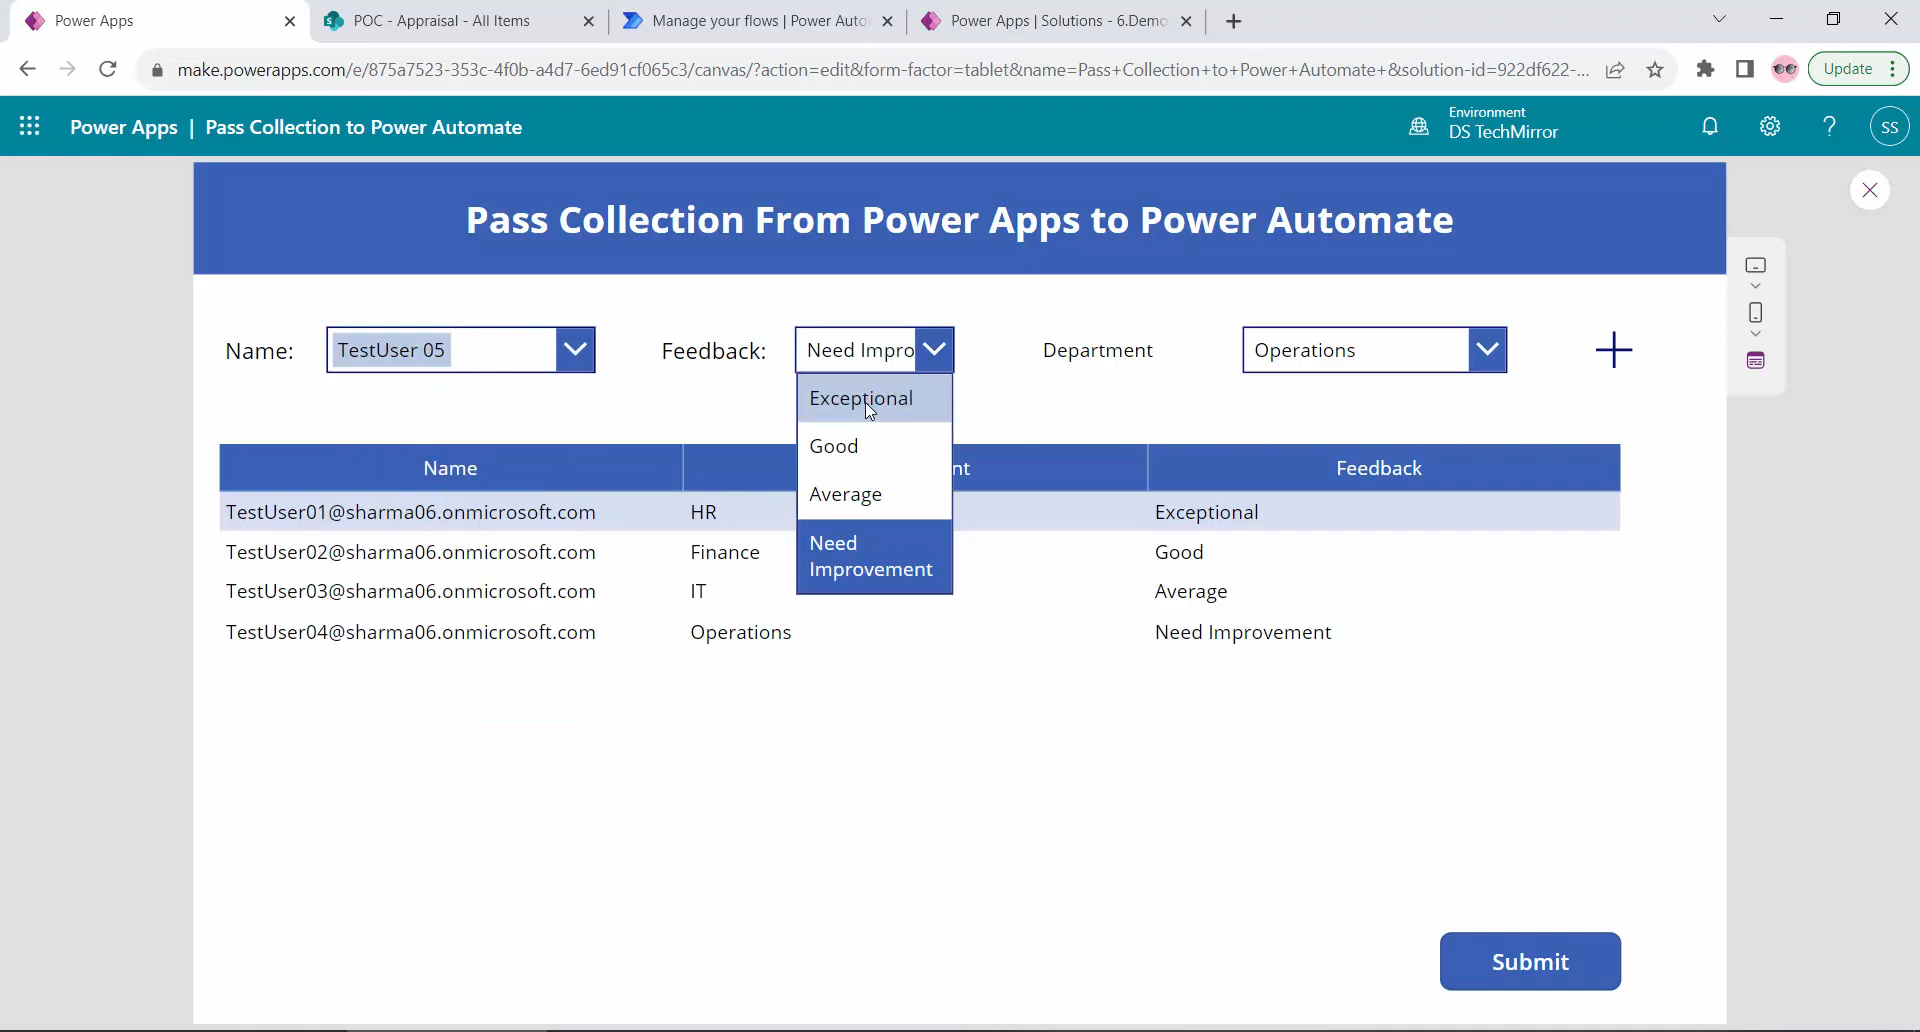 Power Apps
POC - Appraisal - All Items
Manage your flows | Power Auto
Power Apps | Solutions - 6.Demo
make.powerapps.com/e/875a7523-353c-4f0b-a4d7-6ed91cf065c3/canvas/?action=edit&form-factor=tablet&name=Pass+Collection+to+Power+Automate+&solution-id=922df622-...
Update
Power Apps | Pass Collection to Power Automate
Environment
DS TechMirror
SS
Pass Collection From Power Apps to Power Automate
Name: TestUser 05 Feedback: Need Impro Department Operations
Exceptional
Good
Average
Need
Improvement
Name nt Feedback
TestUser01@sharma06.onmicrosoft.com HR Exceptional
TestUser02@sharma06.onmicrosoft.com Finance Good
TestUser03@sharma06.onmicrosoft.com IT Average
TestUser04@sharma06.onmicrosoft.com Operations Need Improvement
Submit